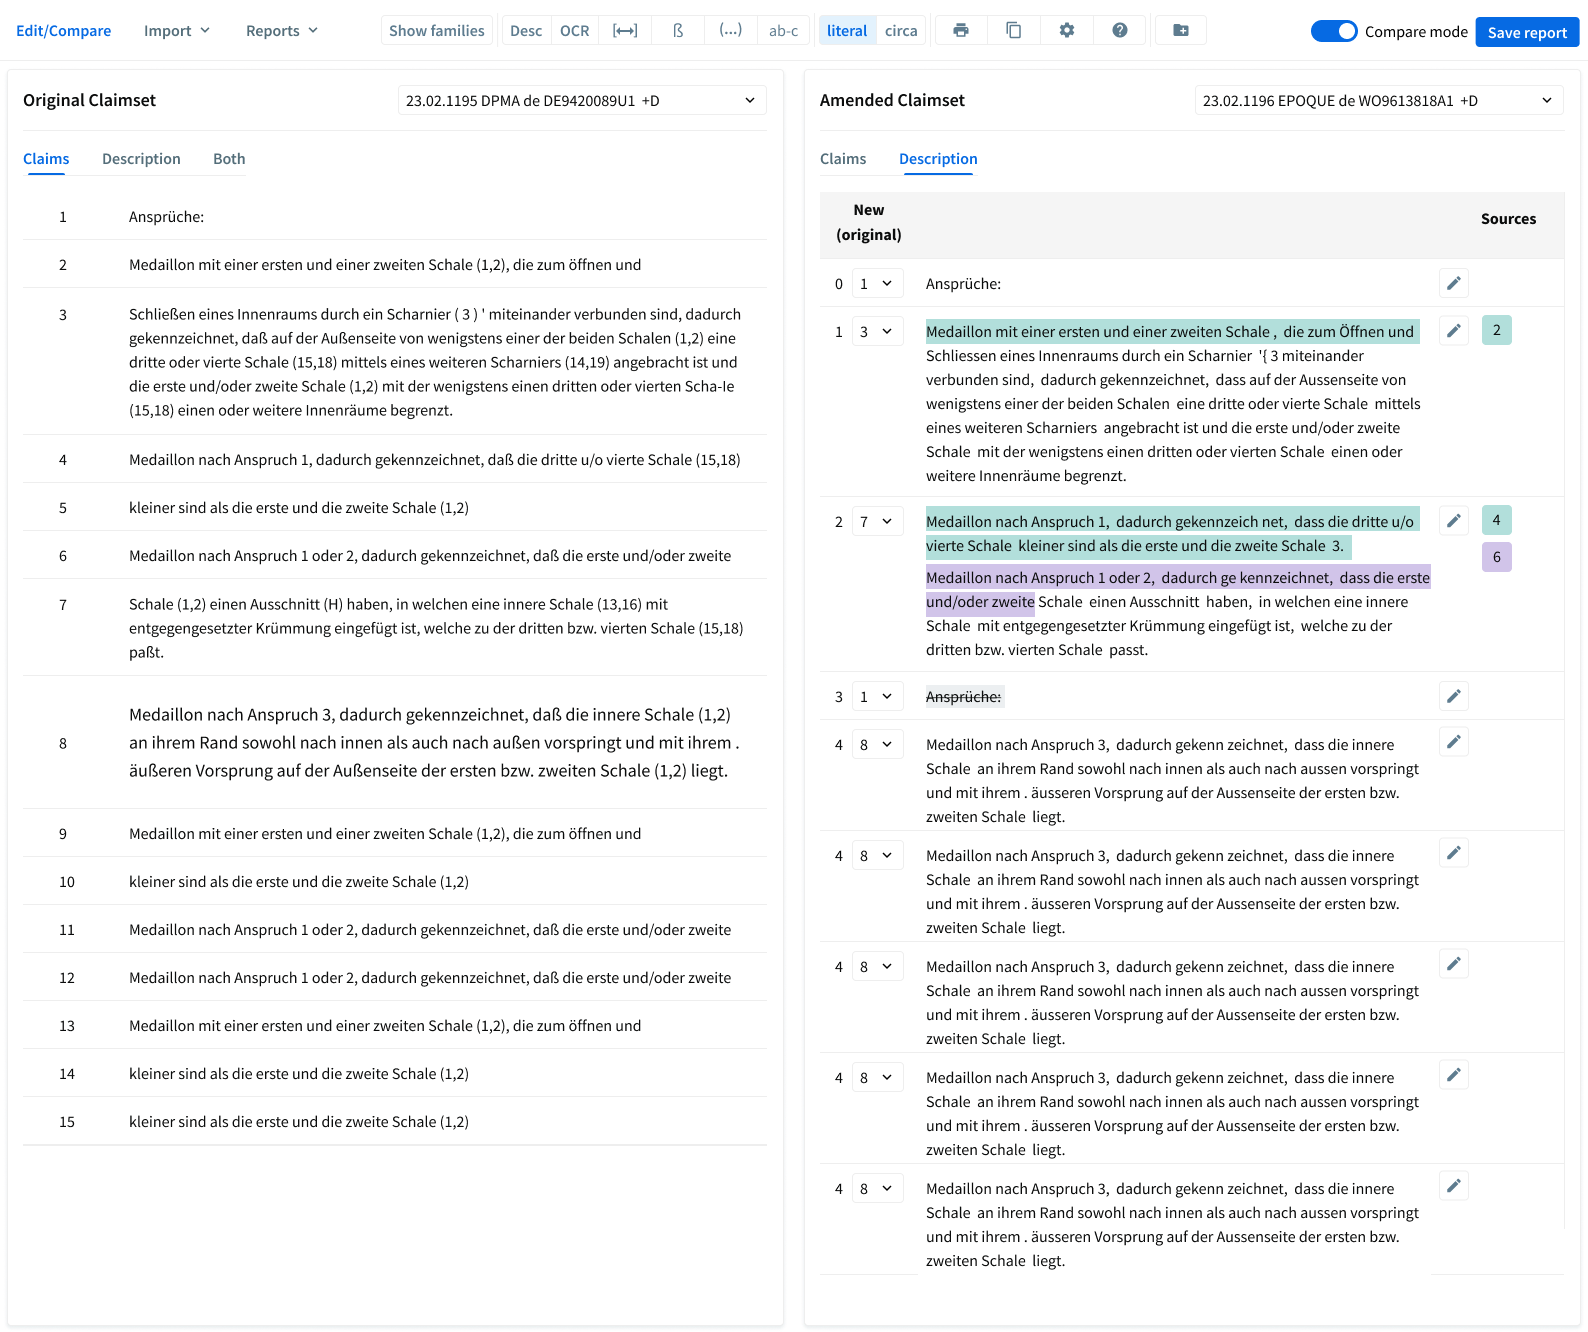 Edit/Compare Import Reports Show families Desc OCR [↔] ß (...) ab-c literal circa Compare mode Save report
Original Claimset 23.02.1195 DPMA de DE9420089U1 +D
Claims Description Both
1 Ansprüche:
2 Medaillon mit einer ersten und einer zweiten Schale (1,2), die zum öffnen und
3 Schließen eines Innenraums durch ein Scharnier ( 3 ) ' miteinander verbunden sind, dadurch
gekennzeichnet, daß auf der Außenseite von wenigstens einer der beiden Schalen (1,2) eine
dritte oder vierte Schale (15,18) mittels eines weiteren Scharniers (14,19) angebracht ist und
die erste und/oder zweite Schale (1,2) mit der wenigstens einen dritten oder vierten Scha-Ie
(15,18) einen oder weitere Innenräume begrenzt.
4 Medaillon nach Anspruch 1, dadurch gekennzeichnet, daß die dritte u/o vierte Schale (15,18)
5 kleiner sind als die erste und die zweite Schale (1,2)
6 Medaillon nach Anspruch 1 oder 2, dadurch gekennzeichnet, daß die erste und/oder zweite
7 Schale (1,2) einen Ausschnitt (H) haben, in welchen eine innere Schale (13,16) mit
entgegengesetzter Krümmung eingefügt ist, welche zu der dritten bzw. vierten Schale (15,18)
paßt.
8 Medaillon nach Anspruch 3, dadurch gekennzeichnet, daß die innere Schale (1,2)
an ihrem Rand sowohl nach innen als auch nach außen vorspringt und mit ihrem .
äußeren Vorsprung auf der Außenseite der ersten bzw. zweiten Schale (1,2) liegt.
9 Medaillon mit einer ersten und einer zweiten Schale (1,2), die zum öffnen und
10 kleiner sind als die erste und die zweite Schale (1,2)
11 Medaillon nach Anspruch 1 oder 2, dadurch gekennzeichnet, daß die erste und/oder zweite
12 Medaillon nach Anspruch 1 oder 2, dadurch gekennzeichnet, daß die erste und/oder zweite
13 Medaillon mit einer ersten und einer zweiten Schale (1,2), die zum öffnen und
14 kleiner sind als die erste und die zweite Schale (1,2)
15 kleiner sind als die erste und die zweite Schale (1,2)
Amended Claimset 23.02.1196 EPOQUE de WO9613818A1 +D
Claims Description
New
(original)
Sources
0 1 Ansprüche:
1 3 Medaillon mit einer ersten und einer zweiten Schale , die zum Öffnen und 2
Schliessen eines Innenraums durch ein Scharnier '{ 3 miteinander
verbunden sind, dadurch gekennzeichnet, dass auf der Aussenseite von
wenigstens einer der beiden Schalen eine dritte oder vierte Schale mittels
eines weiteren Scharniers angebracht ist und die erste und/oder zweite
Schale mit der wenigstens einen dritten oder vierten Schale einen oder
weitere Innenräume begrenzt.
2 7 Medaillon nach Anspruch 1, dadurch gekennzeich net, dass die dritte u/o 4
vierte Schale kleiner sind als die erste und die zweite Schale 3.
6
Medaillon nach Anspruch 1 oder 2, dadurch ge kennzeichnet, dass die erste
und/oder zweite Schale einen Ausschnitt haben, in welchen eine innere
Schale mit entgegengesetzter Krümmung eingefügt ist, welche zu der
dritten bzw. vierten Schale passt.
3 1 Ansprüche:
4 8 Medaillon nach Anspruch 3, dadurch gekenn zeichnet, dass die innere
Schale an ihrem Rand sowohl nach innen als auch nach aussen vorspringt
und mit ihrem . äusseren Vorsprung auf der Aussenseite der ersten bzw.
zweiten Schale liegt.
4 8 Medaillon nach Anspruch 3, dadurch gekenn zeichnet, dass die innere
Schale an ihrem Rand sowohl nach innen als auch nach aussen vorspringt
und mit ihrem . äusseren Vorsprung auf der Aussenseite der ersten bzw.
zweiten Schale liegt.
4 8 Medaillon nach Anspruch 3, dadurch gekenn zeichnet, dass die innere
Schale an ihrem Rand sowohl nach innen als auch nach aussen vorspringt
und mit ihrem . äusseren Vorsprung auf der Aussenseite der ersten bzw.
zweiten Schale liegt.
4 8 Medaillon nach Anspruch 3, dadurch gekenn zeichnet, dass die innere
Schale an ihrem Rand sowohl nach innen als auch nach aussen vorspringt
und mit ihrem . äusseren Vorsprung auf der Aussenseite der ersten bzw.
zweiten Schale liegt.
4 8 Medaillon nach Anspruch 3, dadurch gekenn zeichnet, dass die innere
Schale an ihrem Rand sowohl nach innen als auch nach aussen vorspringt
und mit ihrem . äusseren Vorsprung auf der Aussenseite der ersten bzw.
zweiten Schale liegt.